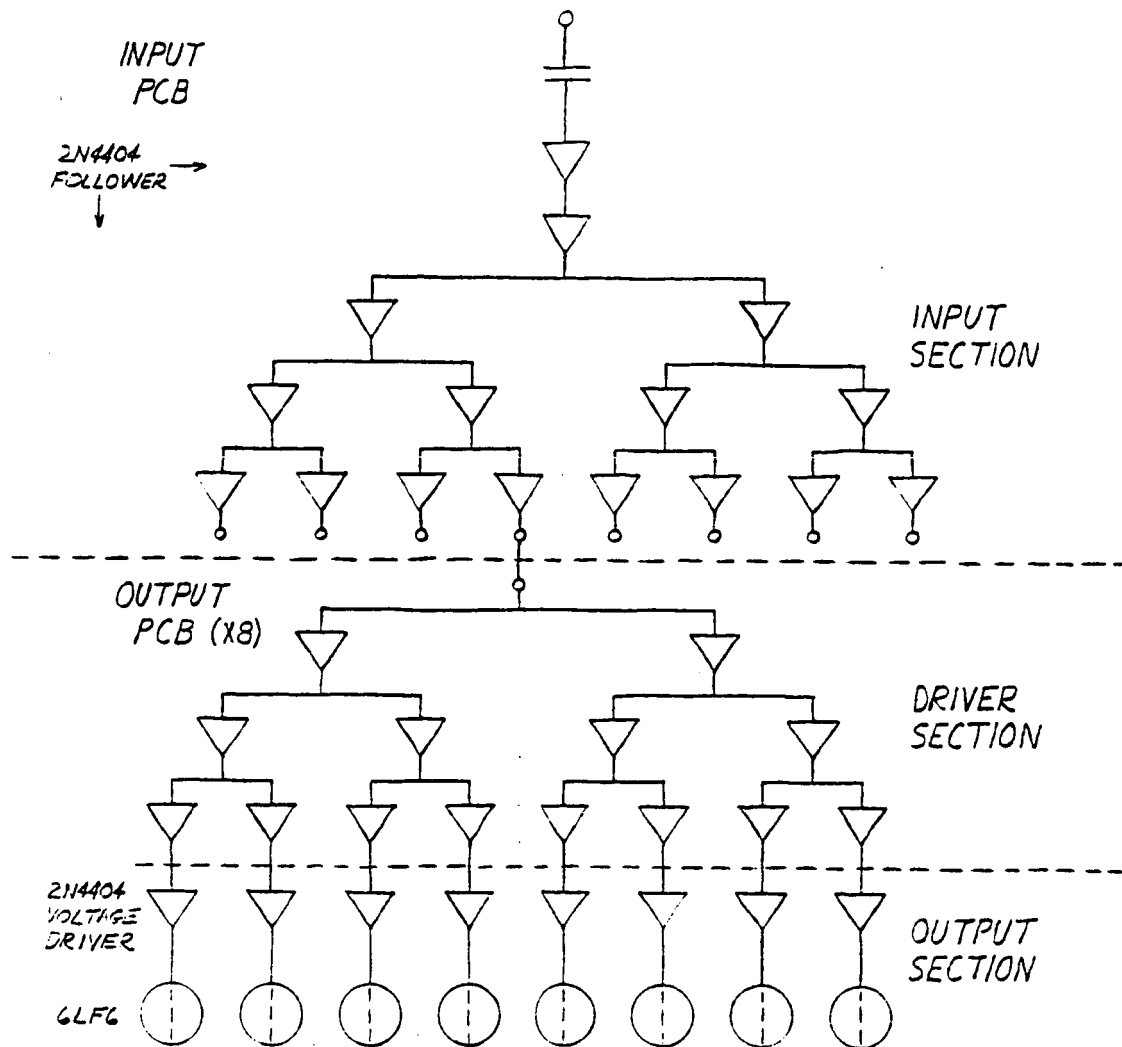 INPUT
PCB
2N4404
FOLLOWER
INPUT
SECTION
OUTPUT
PCB (X8)
DRIVER
SECTION
2N4404
VOLTAGE
DRIVER
OUTPUT
SECTION
6LF6